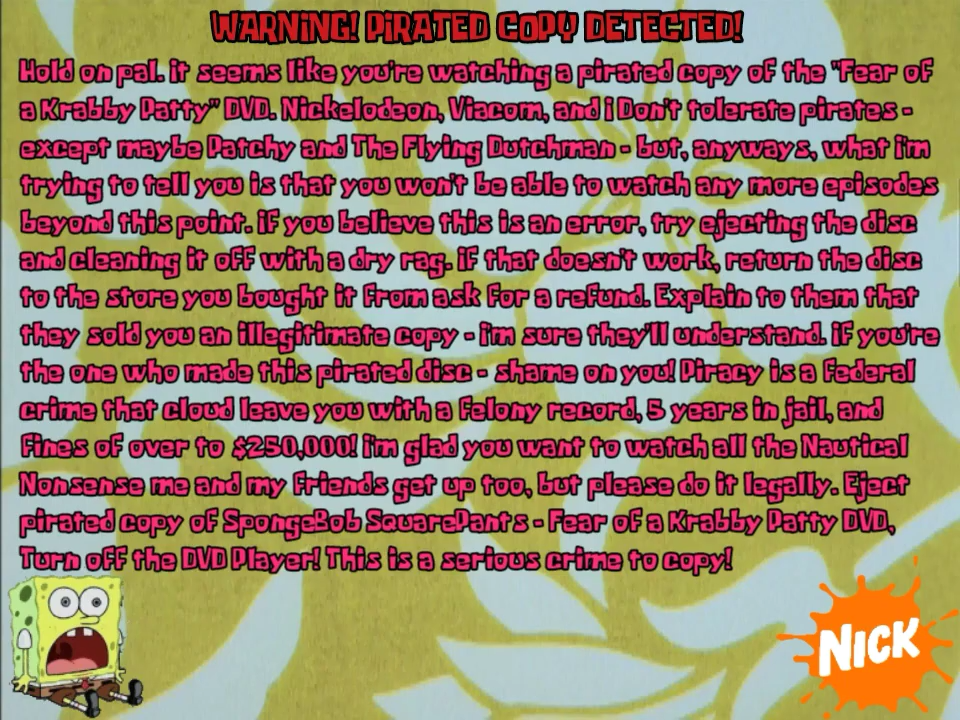 WARNING! PIRATED COPY DETECTED!
Hold on pal. it seems like you're watching a pirated copy of the "Fear of
a Krabby Patty" DVD. Nickelodeon, Viacom, and i Don't tolerate pirates -
except maybe Patchy and The Flying Dutchman - but, anyways, what i'm
trying to tell you is that you won't be able to watch any more episodes
beyond this point. if you believe this is an error, try ejecting the disc
and cleaning it off with a dry rag. if that doesn't work, return the disc
to the store you bought it from ask for a refund. Explain to them that
they sold you an illegitimate copy - i'm sure they'll understand. if you're
the one who made this pirated disc - shame on you! Piracy is a Federal
crime that cloud leave you with a felony record, 5 years in jail, and
fines of over to $250,000! i'm glad you want to watch all the Nautical
Nonsense me and my friends get up too, but please do it legally. Eject
pirated copy of SpongeBob SquarePants - Fear of a Krabby Patty DVD,
Turn off the DVD Player! This is a serious crime to copy!
NICK